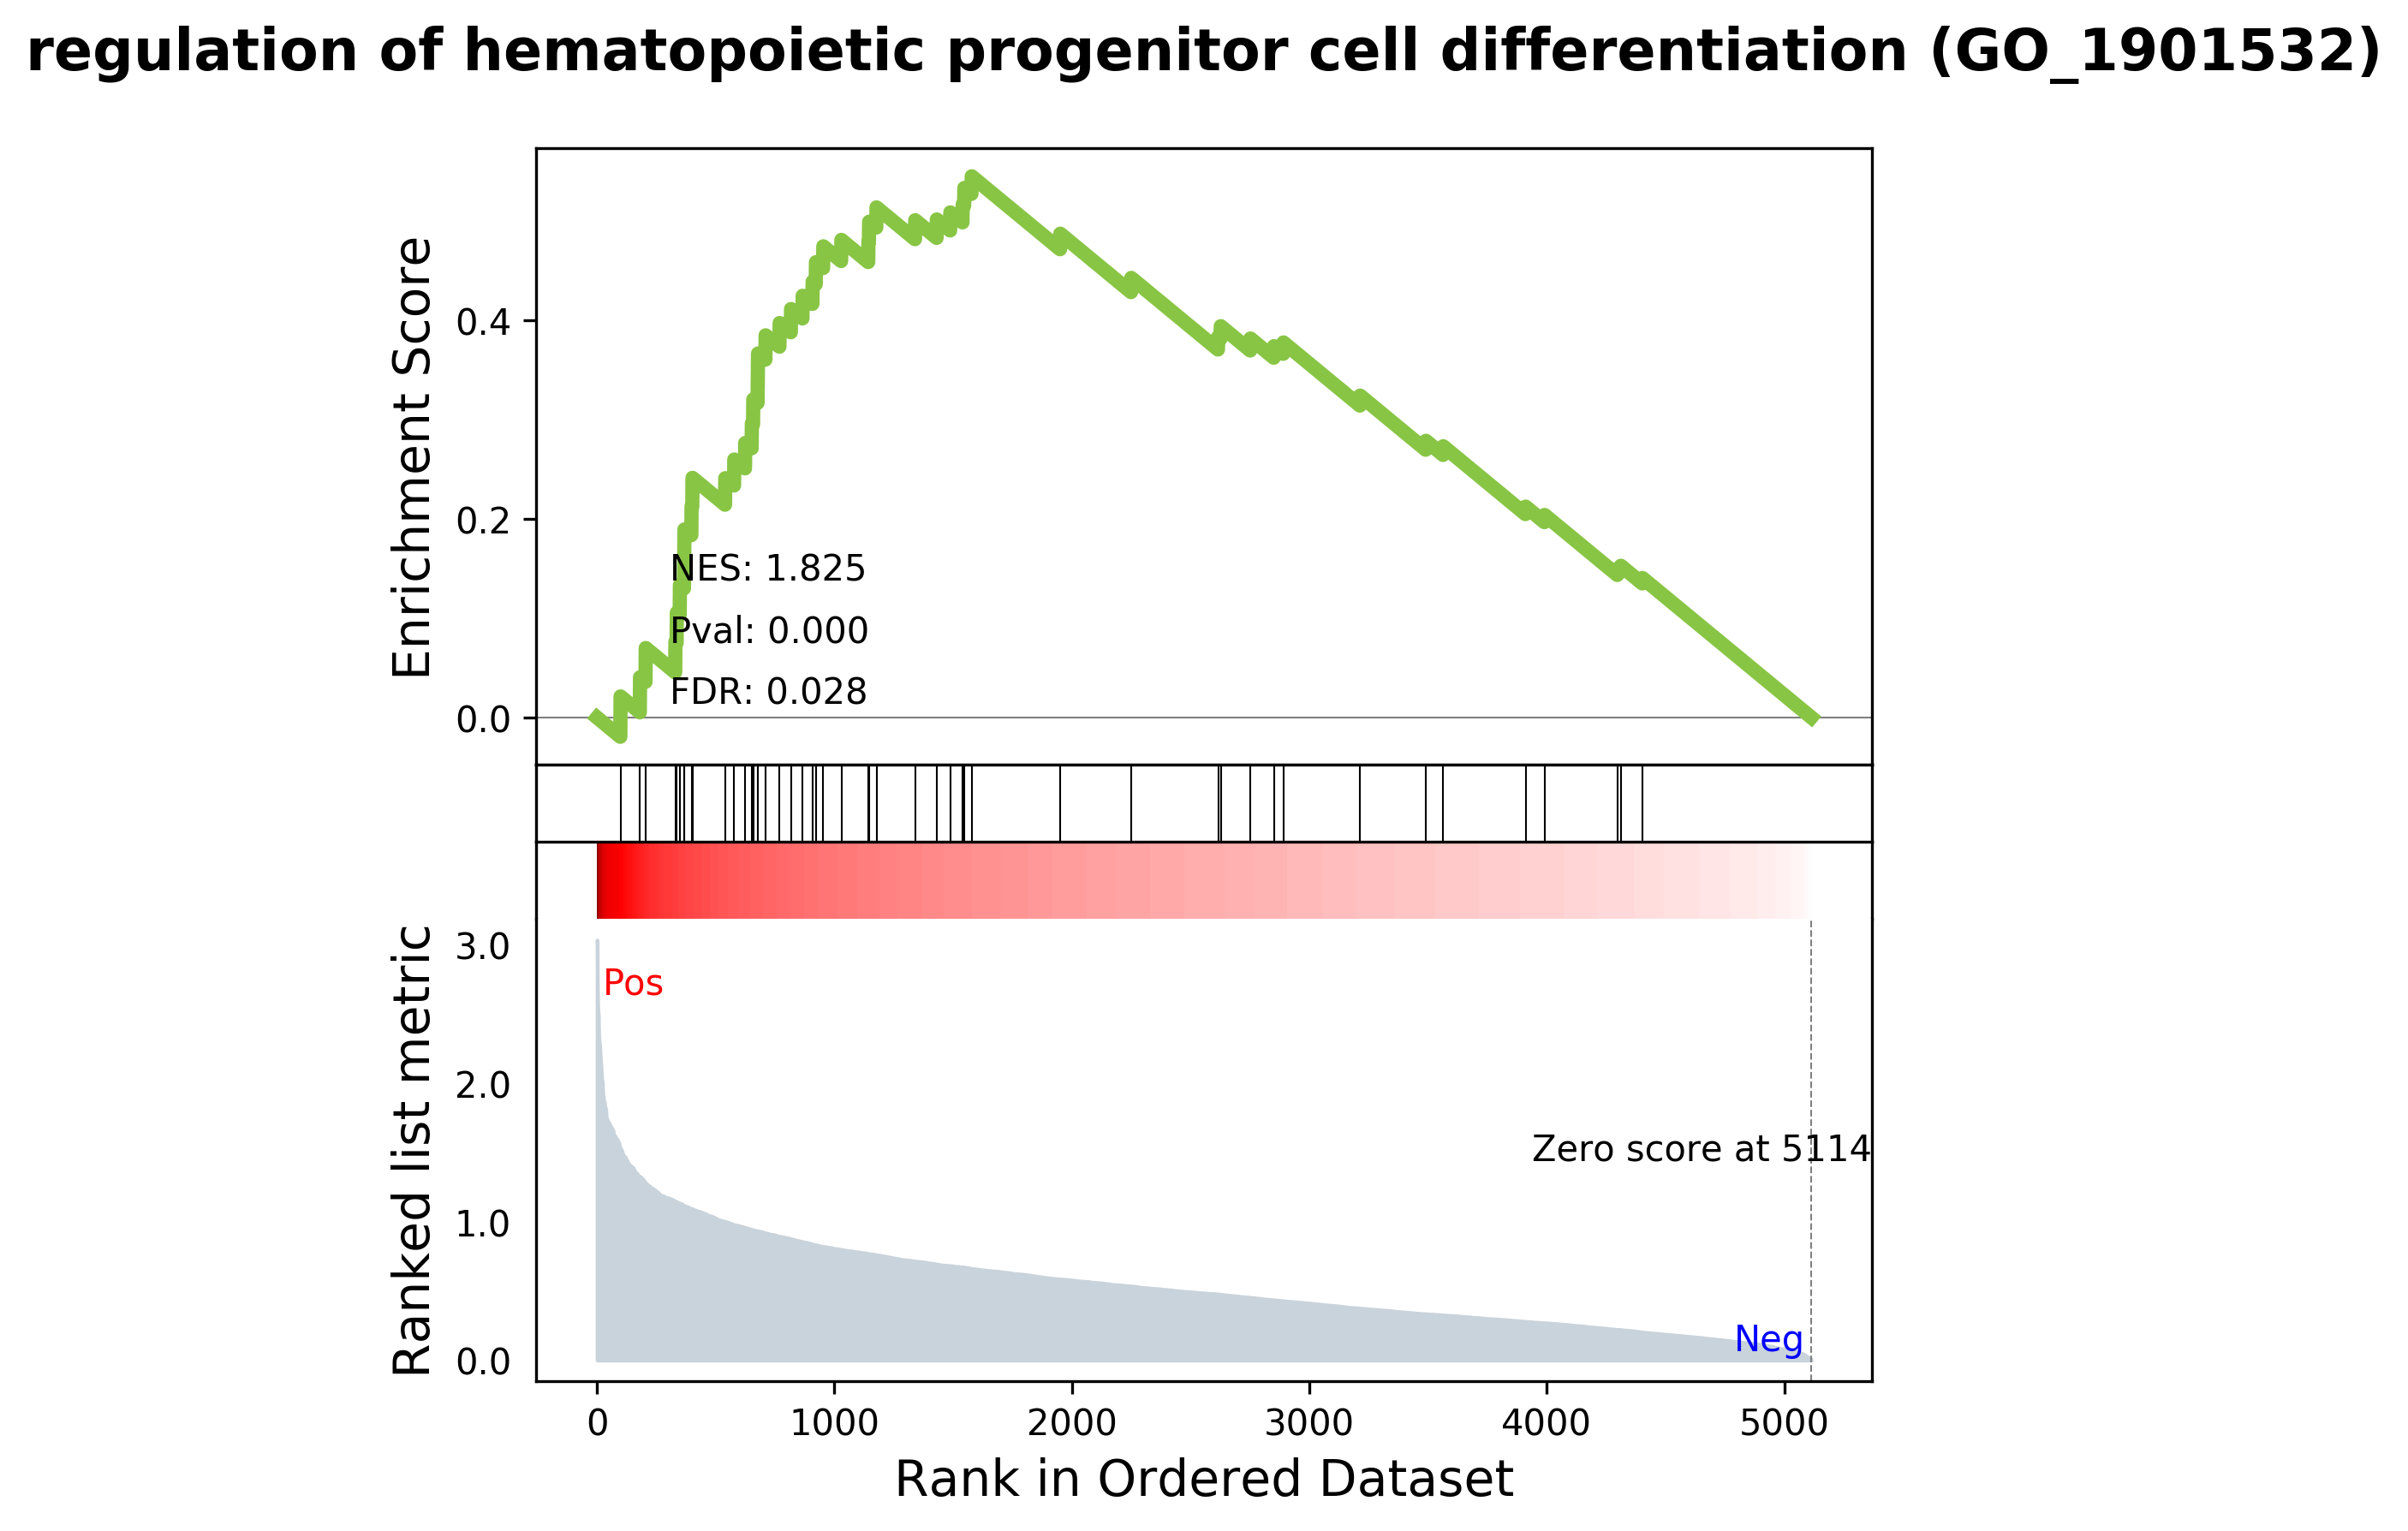 regulation of hematopoietic progenitor cell differentiation (GO_1901532)
Enrichment Score
0.4
0.2
0.0
NES: 1.825
Pval: 0.000
FDR: 0.028
Ranked list metric
3.0
2.0
1.0
0.0
Pos
Zero score at 5114
Neg
0 1000 2000 3000 4000 5000
Rank in Ordered Dataset